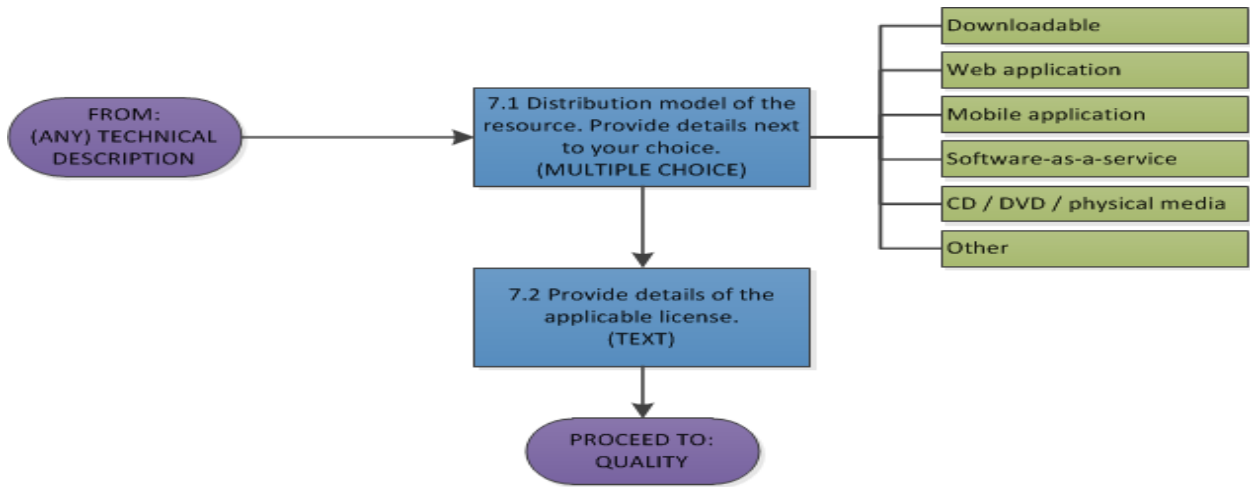 FROM:
(ANY) TECHNICAL
DESCRIPTION
7.1 Distribution model of the
resource. Provide details next
to your choice.
(MULTIPLE CHOICE)
Downloadable
Web application
Mobile application
Software-as-a-service
CD / DVD / physical media
Other
7.2 Provide details of the
applicable license.
(TEXT)
PROCEED TO:
QUALITY